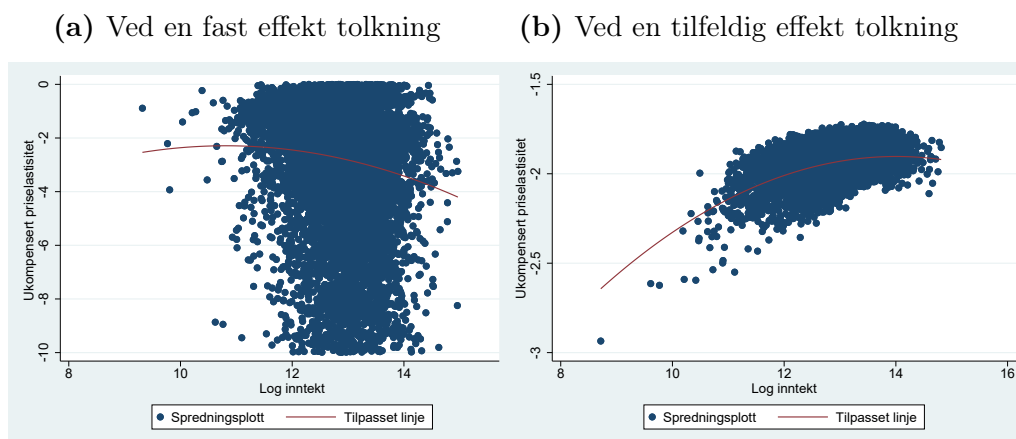 (a) Ved en fast effekt tolkning
Ukompensert priselastisitet
0
-2
-4
-6
-8
-10
8 10 12 14
Log inntekt
Spredningsplott Tilpasset linje
(b) Ved en tilfeldig effekt tolkning
Ukompensert priselastisitet
-1.5
-2
-2.5
-3
8 10 12 14 16
Log inntekt
Spredningsplott Tilpasset linje